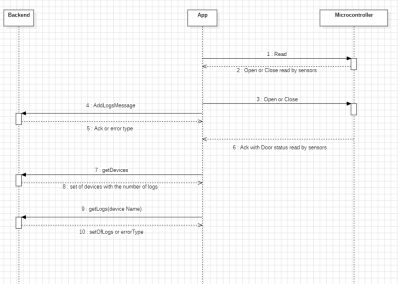 Backend
App
Microcontroller
1 : Read
2 : Open or Close read by sensors
3 : Open or Close
4 : AddLogsMessage
5 : Ack or error type
6 : Ack with Door status read by sensors
7 : getDevices
8 : set of devices with the number of logs
9 : getLogs(device Name)
10 : setOfLogs or errorType